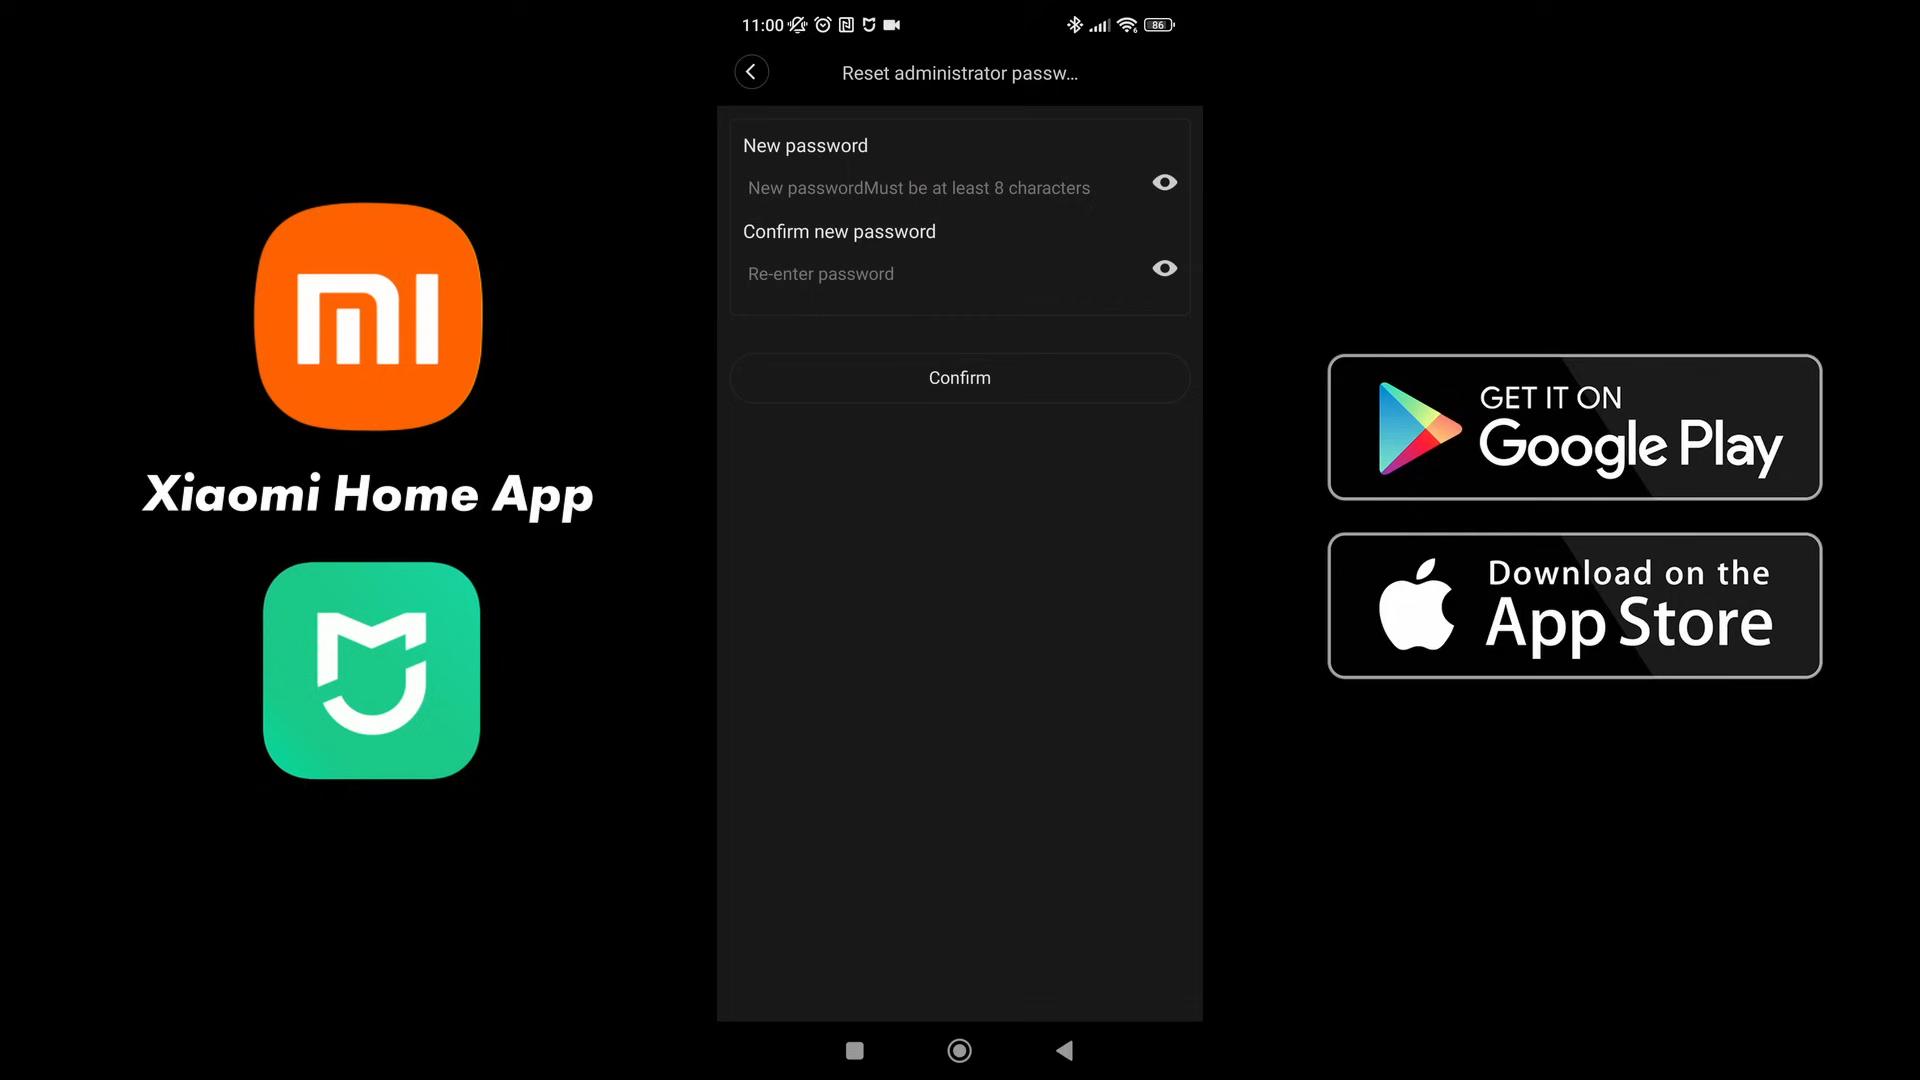 11:00
86
Reset administrator passw...
New password
New passwordMust be at least 8 characters
Confirm new password
Re-enter password
Confirm
mi
Xiaomi Home App
GET IT ON
Google Play
Download on the
App Store